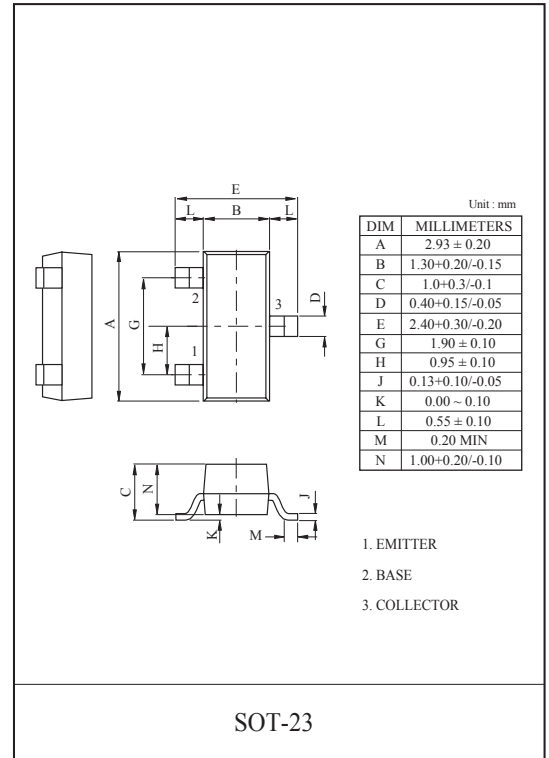 Unit : mm
E
L B L
2
3
D
A
G
H
1
DIM MILLIMETERS
A 2.93 ± 0.20
B 1.30+0.20/-0.15
C 1.0+0.3/-0.1
D 0.40+0.15/-0.05
E 2.40+0.30/-0.20
G 1.90 ± 0.10
H 0.95 ± 0.10
J 0.13+0.10/-0.05
K 0.00 ~ 0.10
L 0.55 ± 0.10
M 0.20 MIN
N 1.00+0.20/-0.10
C
N
K
M
J
1. EMITTER
2. BASE
3. COLLECTOR
SOT-23